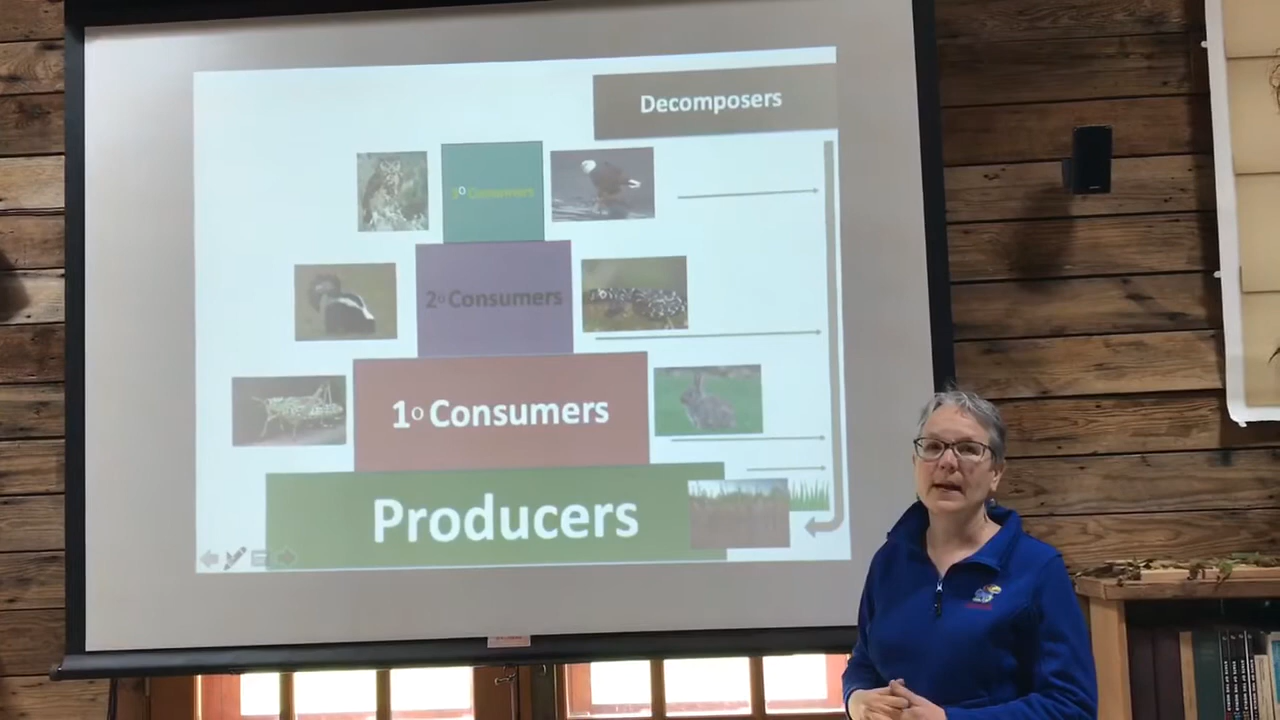 Decomposers
3º Consumers
2º Consumers
1º Consumers
Producers